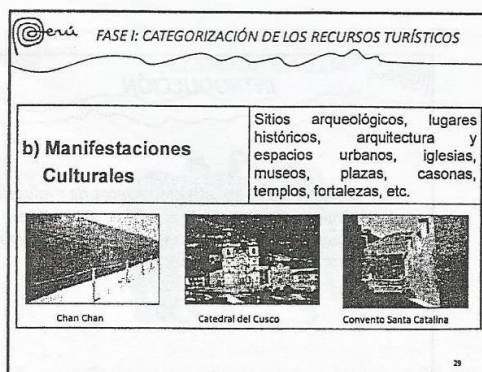 Perú
FASE I: CATEGORIZACIÓN DE LOS RECURSOS TURÍSTICOS
b) Manifestaciones
Culturales
Sitios arqueológicos, lugares
históricos, arquitectura y
espacios urbanos, iglesias,
museos, plazas, casonas,
templos, fortalezas, etc.
Chan Chan
Catedral del Cusco
Convento Santa Catalina
29